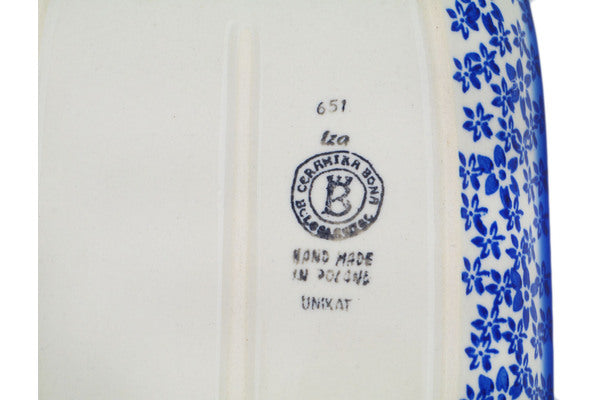 651
Iza
CERAMIKA BONA
BOLESŁAWIEC
B
HAND MADE
IN POLAND
UNIKAT